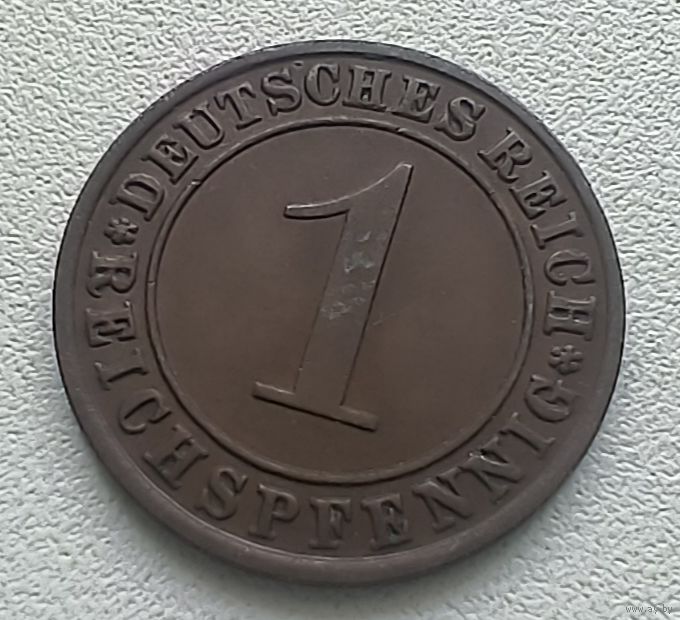 DEUTSCHES REICH
1
REICHSPFENNIG
www.ay.by